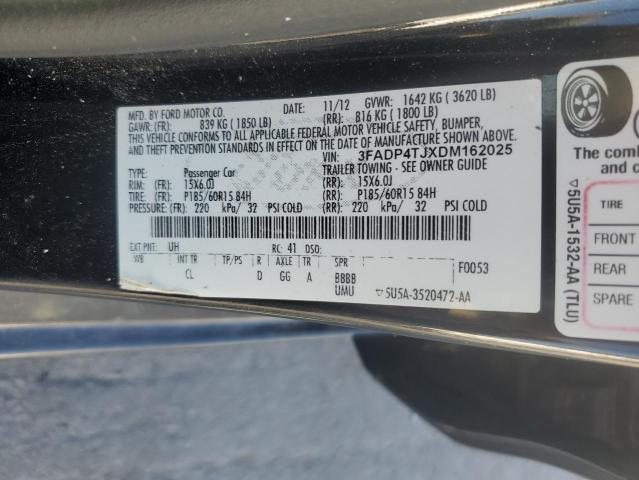 MFD. BY FORD MOTOR CO. DATE: 11/12 GVWR: 1642 KG ( 3620 LB)
GAWR: (FR): 839 KG ( 1850 LB) (RR): 816 KG ( 1800 LB)
THIS VEHICLE CONFORMS TO ALL APPLICABLE FEDERAL MOTOR VEHICLE SAFETY, BUMPER,
AND THEFT PREVENTION STANDARDS IN EFFECT ON THE DATE OF MANUFACTURE SHOWN ABOVE.
VIN: 3FADP4TJXDM162025
TYPE: Passenger Car TRAILER TOWING - SEE OWNER GUIDE
RIM: 15X6.0J (RR): 15X6.0J
TIRE: (FR): P185/60R15 84H (RR): P185/60R15 84H
PRESSURE: (FR): 220 kPa/ 32 PSI COLD (RR): 220 kPa/ 32 PSI COLD
EXT PNT: UH RC: 41 DSO:
WB INT TR TP/PS R AXLE TR SPR F0053
CL D GG A BBBB
UMU ▽5U5A-3520472-AA
The comb
and c
TIRE
FRONT
REAR
SPARE
▽5U5A-1532-AA (TLU)